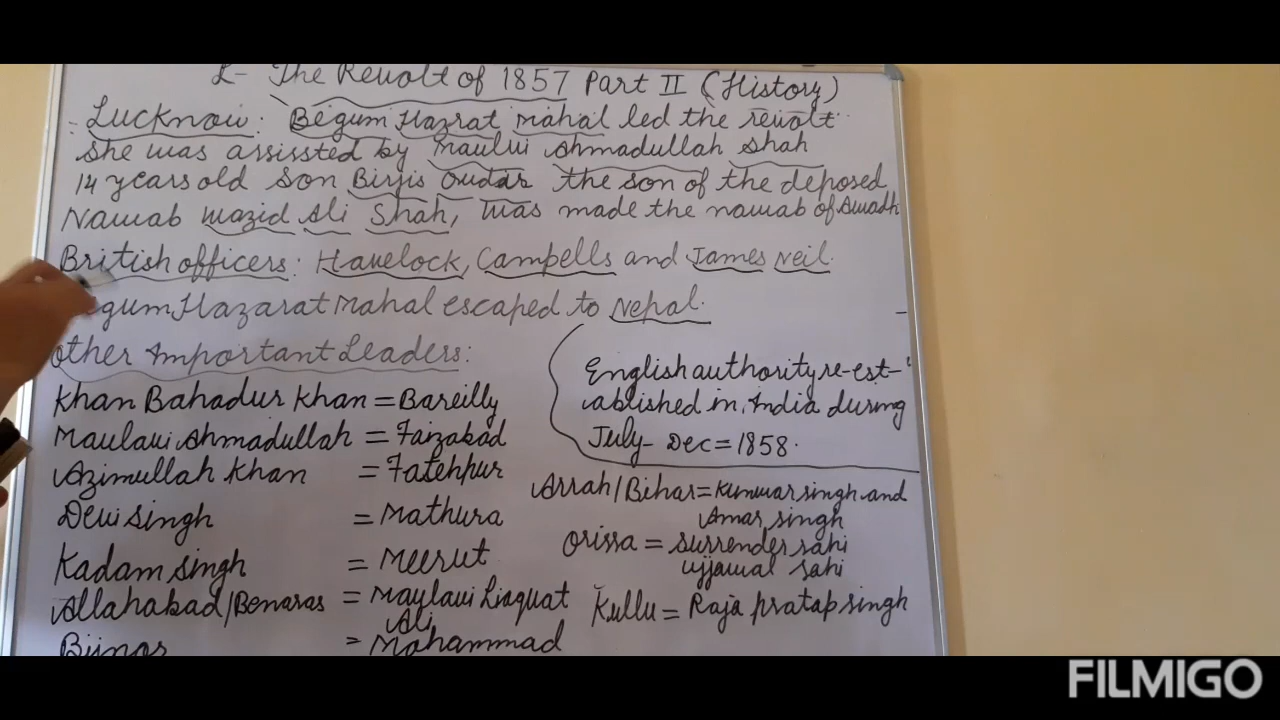 L- The Revolt of 1857 Part II (History)
Lucknow: Begum Hazrat Mahal led the revolt
She was assissted by Maulvi Ahmadullah Shah
14 years old son Birjis Qudar the son of the deposed
Nawab Wazid Ali Shah, was made the nawab of Awadh
British officers: Havelock, Campells and James Neil.
egum Hazarat Mahal escaped to Nepal.
Other Important Leaders:
Khan Bahadur Khan = Bareilly
Maulavi Ahmadullah = Faizabad
Azimullah Khan = Fatehpur
Devi Singh = Mathura
Kadam Singh = Meerut
Allahabad/Benaras = Maulavi Liaquat
Ali
Bijnor = Mohammad
English authority re-est-
ablished in India during
July- Dec = 1858.
Arrah/Bihar = Kunwar Singh and
Amar Singh
Orissa = Surrender Sahi
Ujjawal Sahi
Kullu = Raja Pratap Singh
FILMIGO